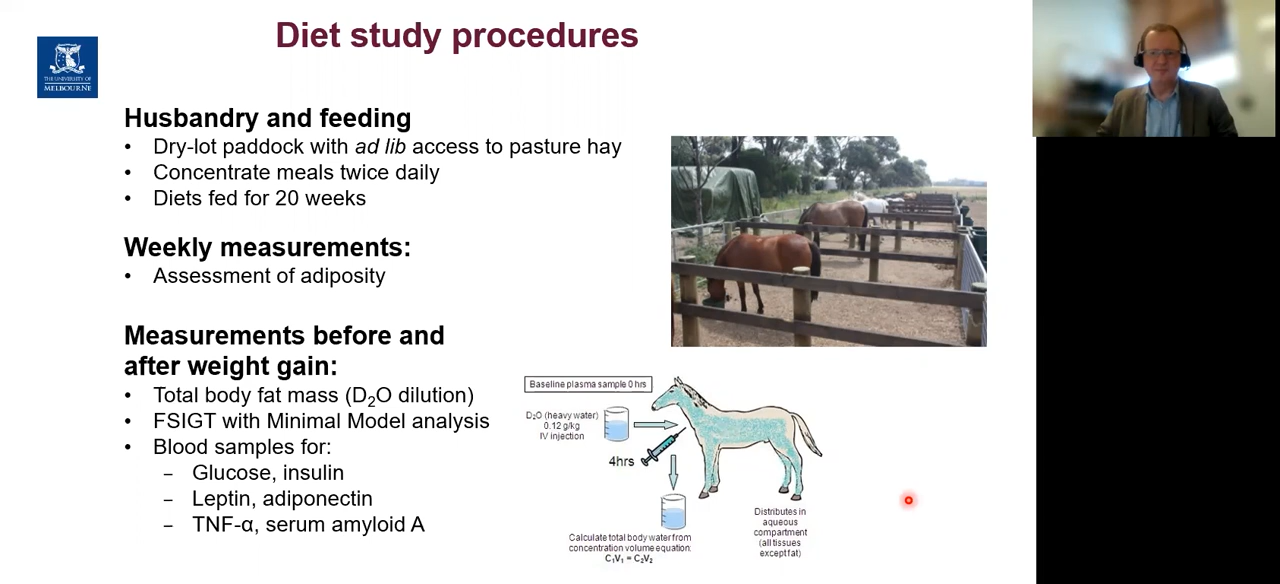 Diet study procedures
THE UNIVERSITY OF
MELBOURNE
Husbandry and feeding
• Dry-lot paddock with ad lib access to pasture hay
• Concentrate meals twice daily
• Diets fed for 20 weeks
Weekly measurements:
• Assessment of adiposity
Measurements before and
after weight gain:
• Total body fat mass (D₂O dilution)
• FSIGT with Minimal Model analysis
• Blood samples for:
– Glucose, insulin
– Leptin, adiponectin
– TNF-α, serum amyloid A
Baseline plasma sample 0 hrs
D₂O (heavy water)
0.12 g/kg
IV injection
4hrs
Calculate total body water from
concentration volume equation:
C₁V₁ = C₂V₂
Distributes in
aqueous
compartment
(all tissues
except fat)